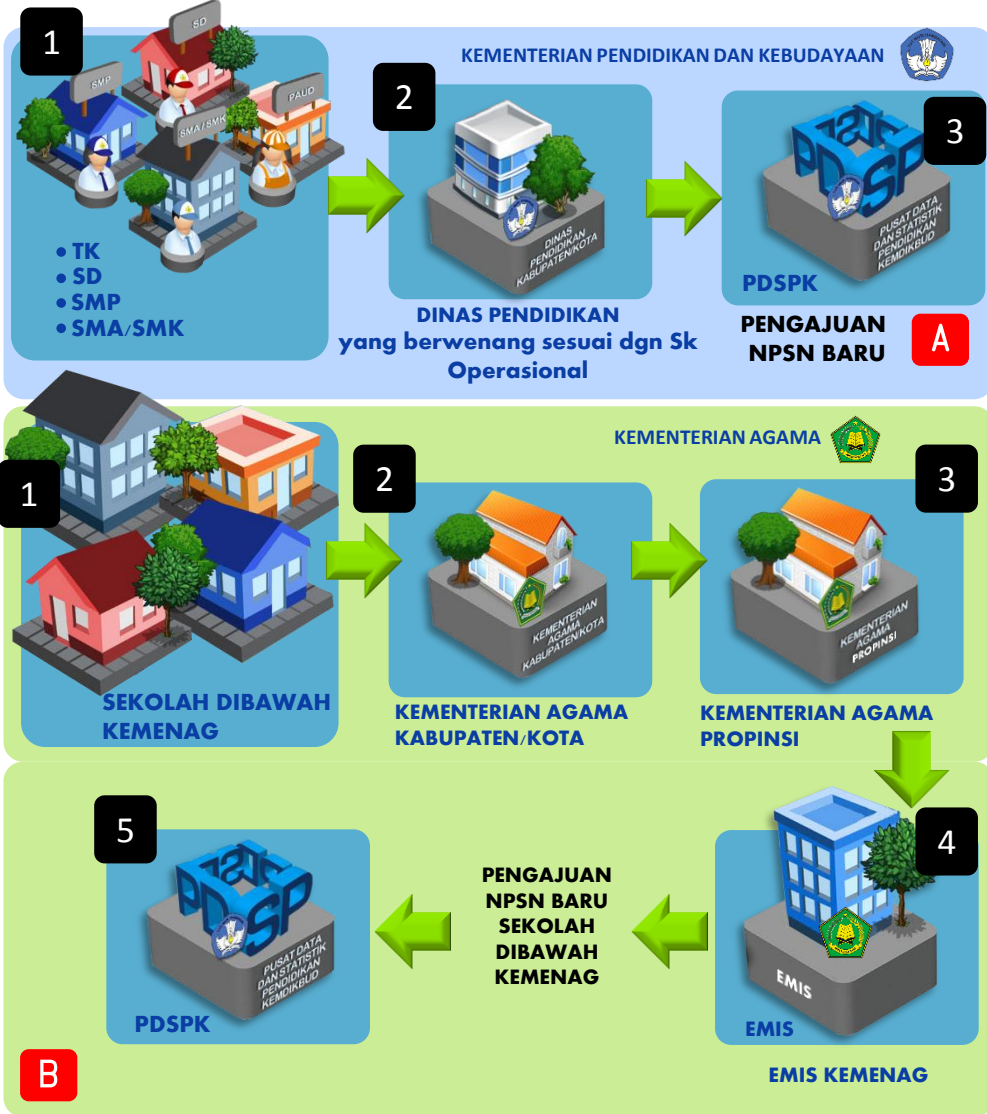 1
SD
SMP
PAUD
SMA / SMK
• TK
• SD
• SMP
• SMA/SMK
KEMENTERIAN PENDIDIKAN DAN KEBUDAYAAN
2
DINAS
PENDIDIKAN
KABUPATEN/KOTA
DINAS PENDIDIKAN
yang berwenang sesuai dgn Sk
Operasional
3
PDSP
PUSAT DATA
DAN STATISTIK
PENDIDIKAN
KEMDIKBUD
PDSPK
PENGAJUAN
NPSN BARU
A
KEMENTERIAN AGAMA
1
SEKOLAH DIBAWAH
KEMENAG
2
KEMENTERIAN
AGAMA
KABUPATEN/KOTA
KEMENTERIAN AGAMA
KABUPATEN/KOTA
3
KEMENTERIAN
AGAMA
PROPINSI
KEMENTERIAN AGAMA
PROPINSI
4
EMIS
EMIS
EMIS KEMENAG
PENGAJUAN
NPSN BARU
SEKOLAH
DIBAWAH
KEMENAG
5
PDSP
PUSAT DATA
DAN STATISTIK
PENDIDIKAN
KEMDIKBUD
PDSPK
B